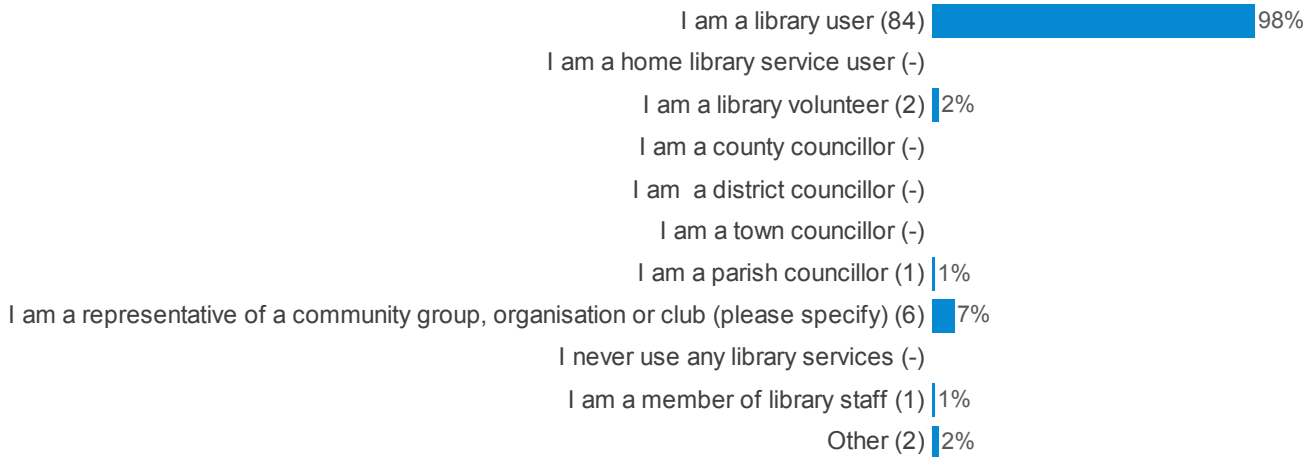 I am a library user (84) 98%
I am a home library service user (-)
I am a library volunteer (2) 2%
I am a county councillor (-)
I am  a district councillor (-)
I am a town councillor (-)
I am a parish councillor (1) 1%
I am a representative of a community group, organisation or club (please specify) (6) 7%
I never use any library services (-)
I am a member of library staff (1) 1%
Other (2) 2%